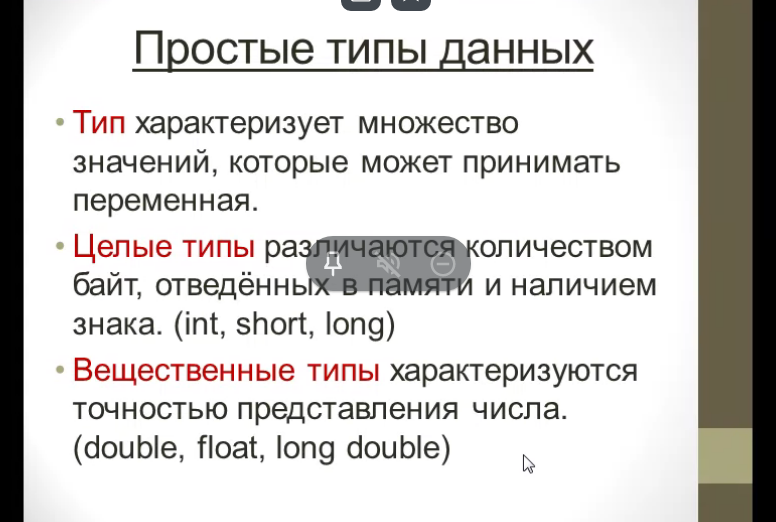 Простые типы данных
• Тип характеризует множество
значений, которые может принимать
переменная.
• Целые типы различаются количеством
байт, отведённых в памяти и наличием
знака. (int, short, long)
• Вещественные типы характеризуются
точностью представления числа.
(double, float, long double)